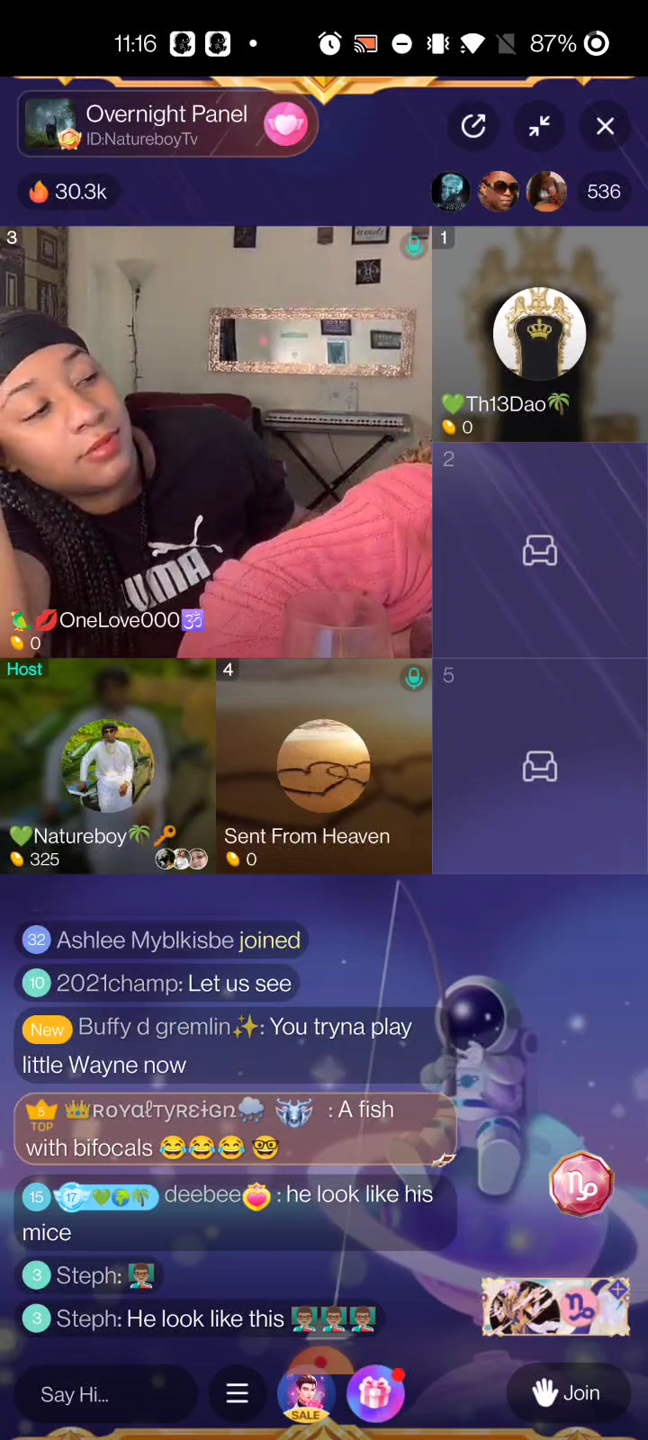 11:16
87%
Overnight Panel
ID:NatureboyTv
🔥 30.3k
536
3
1
💚Th13Dao🌴
0
2
PUMA
🦜💋OneLove000🕉
0
Host
💚Natureboy🌴🔑
325
4
Sent From Heaven
0
5
32 Ashlee Myblkisbe joined
10 2021champ: Let us see
New Buffy d gremlin✨: You tryna play
little Wayne now
5 TOP 👑ʀᴏʏαℓᴛʏʀɛɨɢռ🌧 : A fish
with bifocals 😂😂😂 🤓
15 17 💚🌍🌴 deebee🍑 : he look like his
mice
3 Steph: 👨🏽‍🏫
3 Steph: He look like this 👨🏽‍🏫👨🏽‍🏫👨🏽‍🏫
Say Hi...
SALE
Join